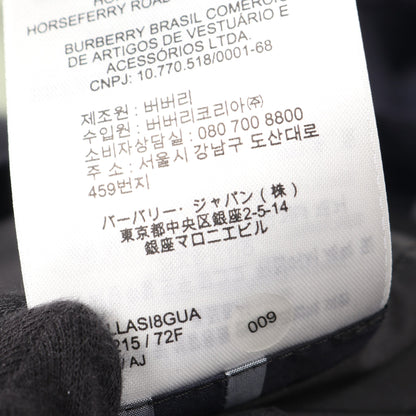 HORSEFERRY ROAD
BURBERRY BRASIL COMÉRCIO
DE ARTIGOS DE VESTUÁRIO E
ACESSÓRIOS LTDA.
CNPJ: 10.770.518/0001-68
제조원 : 버버리
수입원 : 버버리코리아㈜
소비자상담실 : 080 700 8800
주소 : 서울시 강남구 도산대로
459번지
バーバリー・ジャパン(株)
東京都中央区銀座2-5-14
銀座マロニエビル
LLASI8GUA
215 / 72F
/ AJ
009